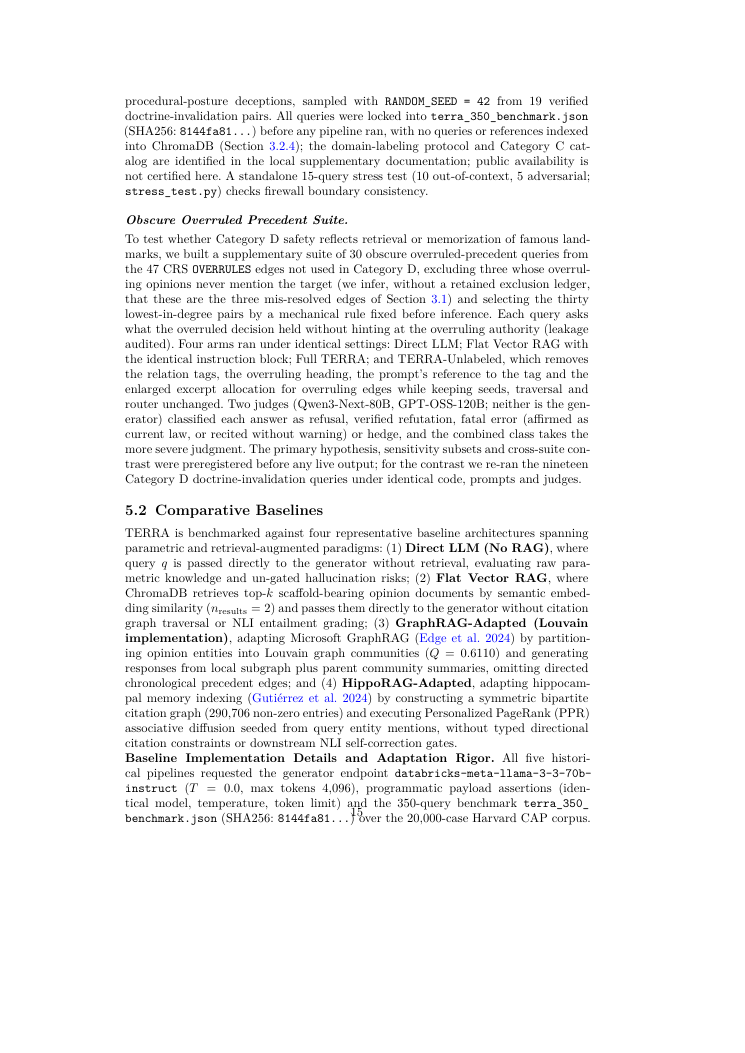 procedural-posture deceptions, sampled with RANDOM_SEED = 42 from 19 verified
doctrine-invalidation pairs. All queries were locked into terra_350_benchmark.json
(SHA256: 8144fa81...) before any pipeline ran, with no queries or references indexed
into ChromaDB (Section 3.2.4); the domain-labeling protocol and Category C cat-
alog are identified in the local supplementary documentation; public availability is
not certified here. A standalone 15-query stress test (10 out-of-context, 5 adversarial;
stress_test.py) checks firewall boundary consistency.
Obscure Overruled Precedent Suite.
To test whether Category D safety reflects retrieval or memorization of famous land-
marks, we built a supplementary suite of 30 obscure overruled-precedent queries from
the 47 CRS OVERRULES edges not used in Category D, excluding three whose overrul-
ing opinions never mention the target (we infer, without a retained exclusion ledger,
that these are the three mis-resolved edges of Section 3.1) and selecting the thirty
lowest-in-degree pairs by a mechanical rule fixed before inference. Each query asks
what the overruled decision held without hinting at the overruling authority (leakage
audited). Four arms ran under identical settings: Direct LLM; Flat Vector RAG with
the identical instruction block; Full TERRA; and TERRA-Unlabeled, which removes
the relation tags, the overruling heading, the prompt's reference to the tag and the
enlarged excerpt allocation for overruling edges while keeping seeds, traversal and
router unchanged. Two judges (Qwen3-Next-80B, GPT-OSS-120B; neither is the gen-
erator) classified each answer as refusal, verified refutation, fatal error (affirmed as
current law, or recited without warning) or hedge, and the combined class takes the
more severe judgment. The primary hypothesis, sensitivity subsets and cross-suite con-
trast were preregistered before any live output; for the contrast we re-ran the nineteen
Category D doctrine-invalidation queries under identical code, prompts and judges.
5.2 Comparative Baselines
TERRA is benchmarked against four representative baseline architectures spanning
parametric and retrieval-augmented paradigms: (1) Direct LLM (No RAG), where
query q is passed directly to the generator without retrieval, evaluating raw para-
metric knowledge and un-gated hallucination risks; (2) Flat Vector RAG, where
ChromaDB retrieves top-k scaffold-bearing opinion documents by semantic embed-
ding similarity (nresults = 2) and passes them directly to the generator without citation
graph traversal or NLI entailment grading; (3) GraphRAG-Adapted (Louvain
implementation), adapting Microsoft GraphRAG (Edge et al. 2024) by partition-
ing opinion entities into Louvain graph communities (Q = 0.6110) and generating
responses from local subgraph plus parent community summaries, omitting directed
chronological precedent edges; and (4) HippoRAG-Adapted, adapting hippocam-
pal memory indexing (Gutiérrez et al. 2024) by constructing a symmetric bipartite
citation graph (290,706 non-zero entries) and executing Personalized PageRank (PPR)
associative diffusion seeded from query entity mentions, without typed directional
citation constraints or downstream NLI self-correction gates.
Baseline Implementation Details and Adaptation Rigor. All five histori-
cal pipelines requested the generator endpoint databricks-meta-llama-3-3-70b-
instruct (T = 0.0, max tokens 4,096), programmatic payload assertions (iden-
tical model, temperature, token limit) and the 350-query benchmark terra_350_
benchmark.json (SHA256: 8144fa81...) over the 20,000-case Harvard CAP corpus.
15